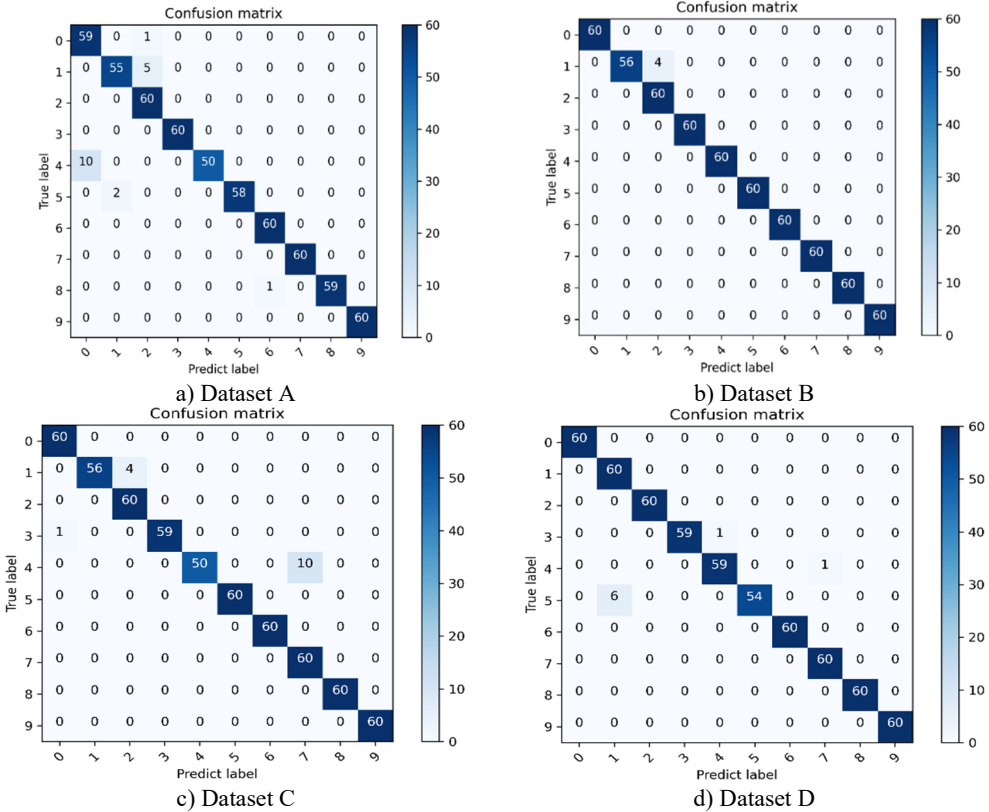 Confusion matrix
True label
0 59 0 1 0 0 0 0 0 0 0
1 0 55 5 0 0 0 0 0 0 0
2 0 0 60 0 0 0 0 0 0 0
3 0 0 0 60 0 0 0 0 0 0
4 10 0 0 0 50 0 0 0 0 0
5 0 2 0 0 0 58 0 0 0 0
6 0 0 0 0 0 0 60 0 0 0
7 0 0 0 0 0 0 0 60 0 0
8 0 0 0 0 0 0 1 0 59 0
9 0 0 0 0 0 0 0 0 0 60
0 1 2 3 4 5 6 7 8 9
Predict label
60
50
40
30
20
10
0
a) Dataset A
Confusion matrix
True label
0 60 0 0 0 0 0 0 0 0 0
1 0 56 4 0 0 0 0 0 0 0
2 0 0 60 0 0 0 0 0 0 0
3 0 0 0 60 0 0 0 0 0 0
4 0 0 0 0 60 0 0 0 0 0
5 0 0 0 0 0 60 0 0 0 0
6 0 0 0 0 0 0 60 0 0 0
7 0 0 0 0 0 0 0 60 0 0
8 0 0 0 0 0 0 0 0 60 0
9 0 0 0 0 0 0 0 0 0 60
0 1 2 3 4 5 6 7 8 9
Predict label
60
50
40
30
20
10
0
b) Dataset B
Confusion matrix
True label
0 60 0 0 0 0 0 0 0 0 0
1 0 56 4 0 0 0 0 0 0 0
2 0 0 60 0 0 0 0 0 0 0
3 1 0 0 59 0 0 0 0 0 0
4 0 0 0 0 50 0 0 10 0 0
5 0 0 0 0 0 60 0 0 0 0
6 0 0 0 0 0 0 60 0 0 0
7 0 0 0 0 0 0 0 60 0 0
8 0 0 0 0 0 0 0 0 60 0
9 0 0 0 0 0 0 0 0 0 60
0 1 2 3 4 5 6 7 8 9
Predict label
60
50
40
30
20
10
0
c) Dataset C
Confusion matrix
True label
0 60 0 0 0 0 0 0 0 0 0
1 0 60 0 0 0 0 0 0 0 0
2 0 0 60 0 0 0 0 0 0 0
3 0 0 0 59 1 0 0 0 0 0
4 0 0 0 0 59 0 0 1 0 0
5 0 6 0 0 0 54 0 0 0 0
6 0 0 0 0 0 0 60 0 0 0
7 0 0 0 0 0 0 0 60 0 0
8 0 0 0 0 0 0 0 0 60 0
9 0 0 0 0 0 0 0 0 0 60
0 1 2 3 4 5 6 7 8 9
Predict label
60
50
40
30
20
10
0
d) Dataset D